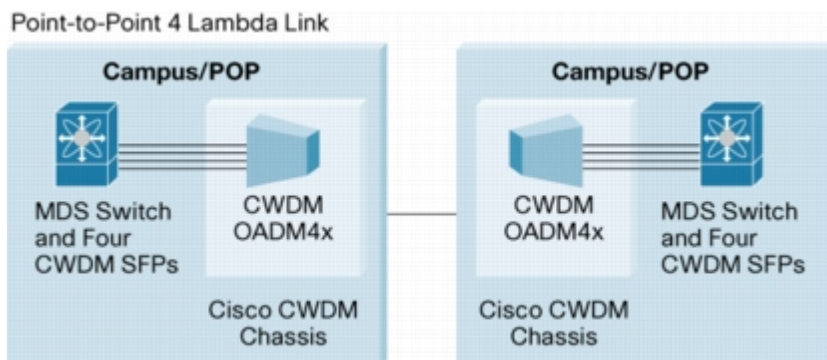 Point-to-Point 4 Lambda Link
Campus/POP
MDS Switch
and Four
CWDM SFPs
CWDM
OADM4x
Cisco CWDM
Chassis
Campus/POP
CWDM
OADM4x
MDS Switch
and Four
CWDM SFPs
Cisco CWDM
Chassis